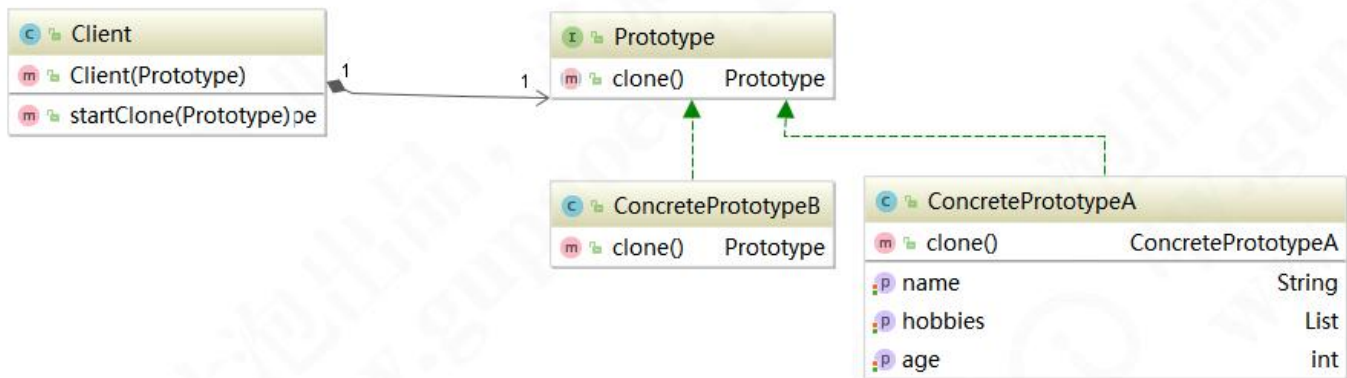 Client
Client(Prototype)
startClone(Prototype)pe
1
1
Prototype
clone() Prototype
ConcretePrototypeB
clone() Prototype
ConcretePrototypeA
clone() ConcretePrototypeA
name String
hobbies List
age int